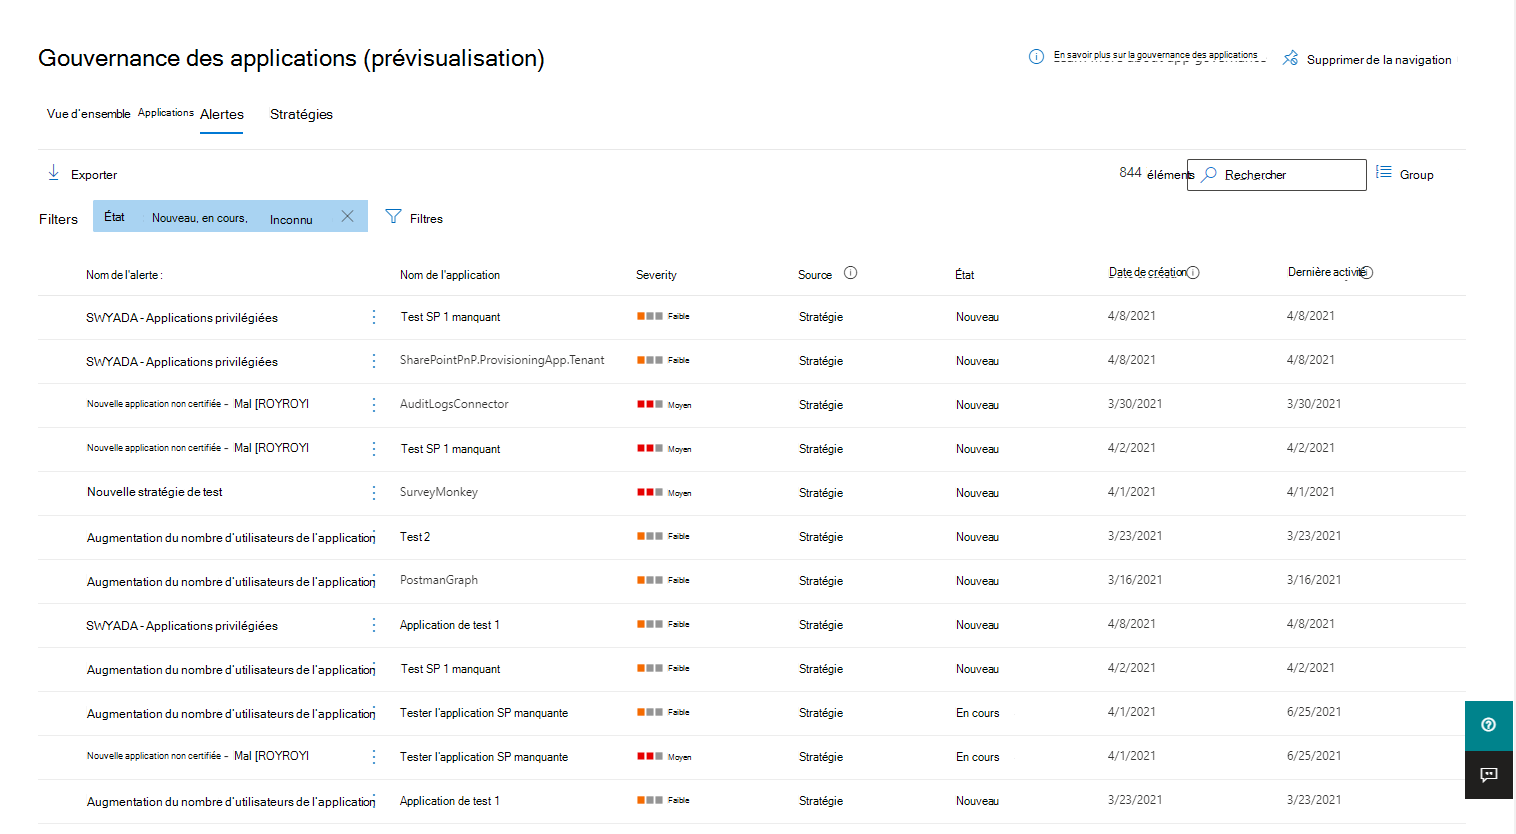 Gouvernance des applications (prévisualisation)
En savoir plus sur la gouvernance des applications
Supprimer de la navigation
Vue d'ensemble Applications Alertes Stratégies
Exporter
844 éléments Rechercher Group
Filters État Nouveau, en cours, Inconnu Filtres
Nom de l'alerte : Nom de l'application Severity Source État Date de création Dernière activité
SWYADA - Applications privilégiées Test SP 1 manquant Faible Stratégie Nouveau 4/8/2021 4/8/2021
SWYADA - Applications privilégiées SharePointPnP.ProvisioningApp.Tenant Faible Stratégie Nouveau 4/8/2021 4/8/2021
Nouvelle application non certifiée - Mal [ROYROYI AuditLogsConnector Moyen Stratégie Nouveau 3/30/2021 3/30/2021
Nouvelle application non certifiée - Mal [ROYROYI Test SP 1 manquant Moyen Stratégie Nouveau 4/2/2021 4/2/2021
Nouvelle stratégie de test SurveyMonkey Moyen Stratégie Nouveau 4/1/2021 4/1/2021
Augmentation du nombre d'utilisateurs de l'application Test 2 Faible Stratégie Nouveau 3/23/2021 3/23/2021
Augmentation du nombre d'utilisateurs de l'application PostmanGraph Faible Stratégie Nouveau 3/16/2021 3/16/2021
SWYADA - Applications privilégiées Application de test 1 Faible Stratégie Nouveau 4/8/2021 4/8/2021
Augmentation du nombre d'utilisateurs de l'application Test SP 1 manquant Faible Stratégie Nouveau 4/2/2021 4/2/2021
Augmentation du nombre d'utilisateurs de l'application Tester l'application SP manquante Faible Stratégie En cours 4/1/2021 6/25/2021
Nouvelle application non certifiée - Mal [ROYROYI Tester l'application SP manquante Moyen Stratégie En cours 4/1/2021 6/25/2021
Augmentation du nombre d'utilisateurs de l'application Application de test 1 Faible Stratégie Nouveau 3/23/2021 3/23/2021